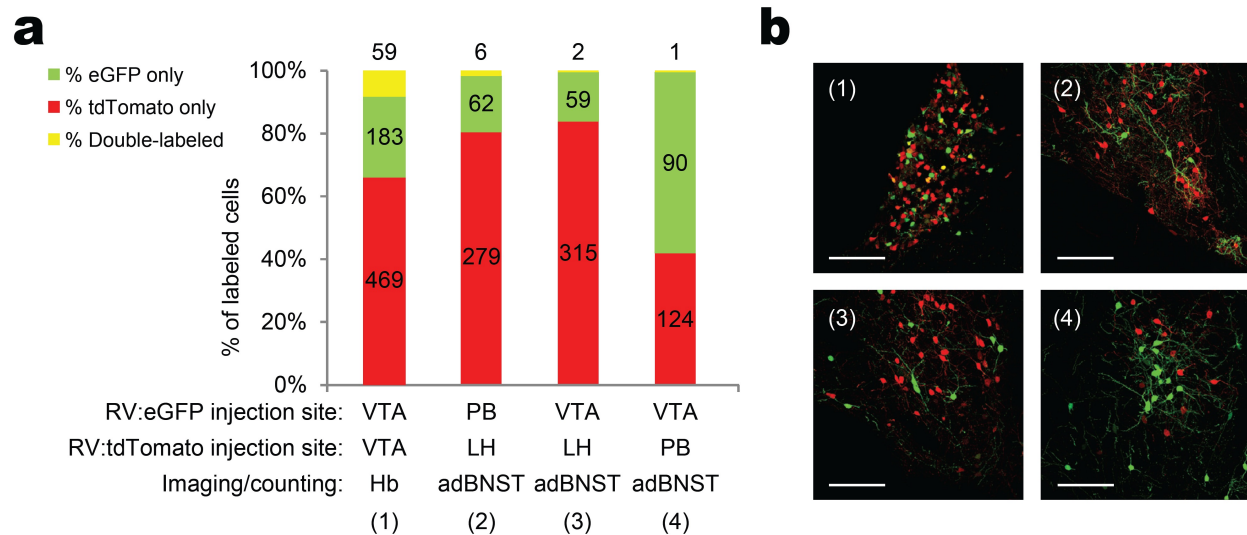 a
% eGFP only
% tdTomato only
% Double-labeled
% of labeled cells
100%
80%
60%
40%
20%
0%
59 6 2 1
183 62 59 90
469 279 315 124
RV:eGFP injection site: VTA PB VTA VTA
RV:tdTomato injection site: VTA LH LH PB
Imaging/counting: Hb adBNST adBNST adBNST
(1) (2) (3) (4)
b
(1) (2)
(3) (4)